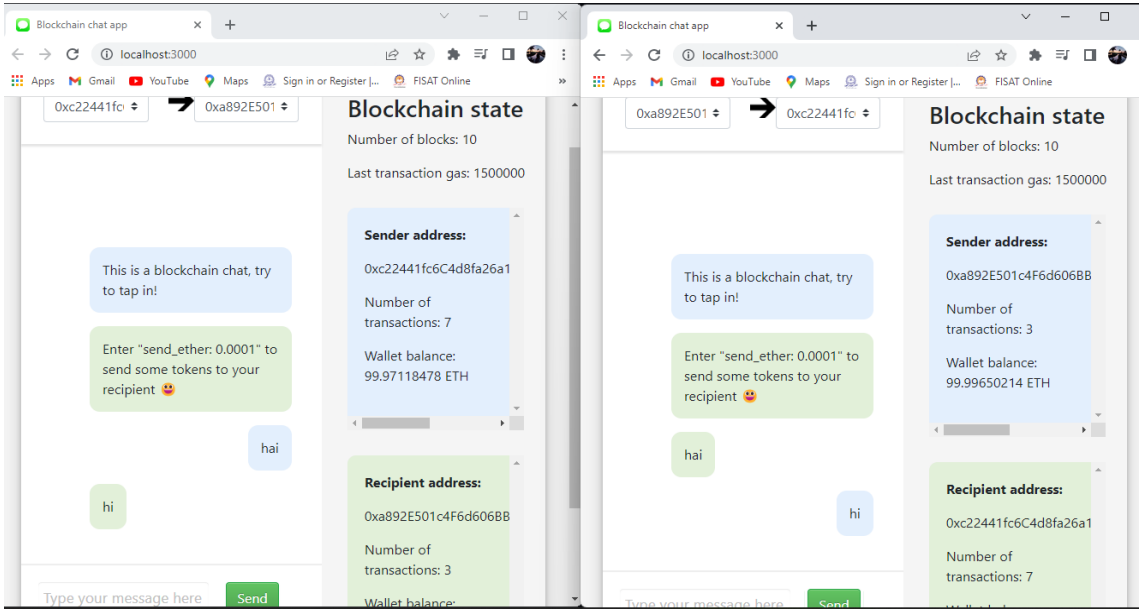 Blockchain chat app
localhost:3000
Apps Gmail YouTube Maps Sign in or Register |... FISAT Online »
0xc22441fc 0xa892E501
Blockchain state
Number of blocks: 10
Last transaction gas: 1500000
This is a blockchain chat, try
to tap in!
Enter "send_ether: 0.0001" to
send some tokens to your
recipient 😃
hai
hi
Sender address:
0xc22441fc6C4d8fa26a1
Number of
transactions: 7
Wallet balance:
99.97118478 ETH
Recipient address:
0xa892E501c4F6d606BB
Number of
transactions: 3
Wallet balance:
Type your message here Send
Blockchain chat app
localhost:3000
Apps Gmail YouTube Maps Sign in or Register |... FISAT Online
0xa892E501 0xc22441fc
Blockchain state
Number of blocks: 10
Last transaction gas: 1500000
This is a blockchain chat, try
to tap in!
Enter "send_ether: 0.0001" to
send some tokens to your
recipient 😃
hai
hi
Sender address:
0xa892E501c4F6d606BB
Number of
transactions: 3
Wallet balance:
99.99650214 ETH
Recipient address:
0xc22441fc6C4d8fa26a1
Number of
transactions: 7
Wallet balance:
Type your message here Send